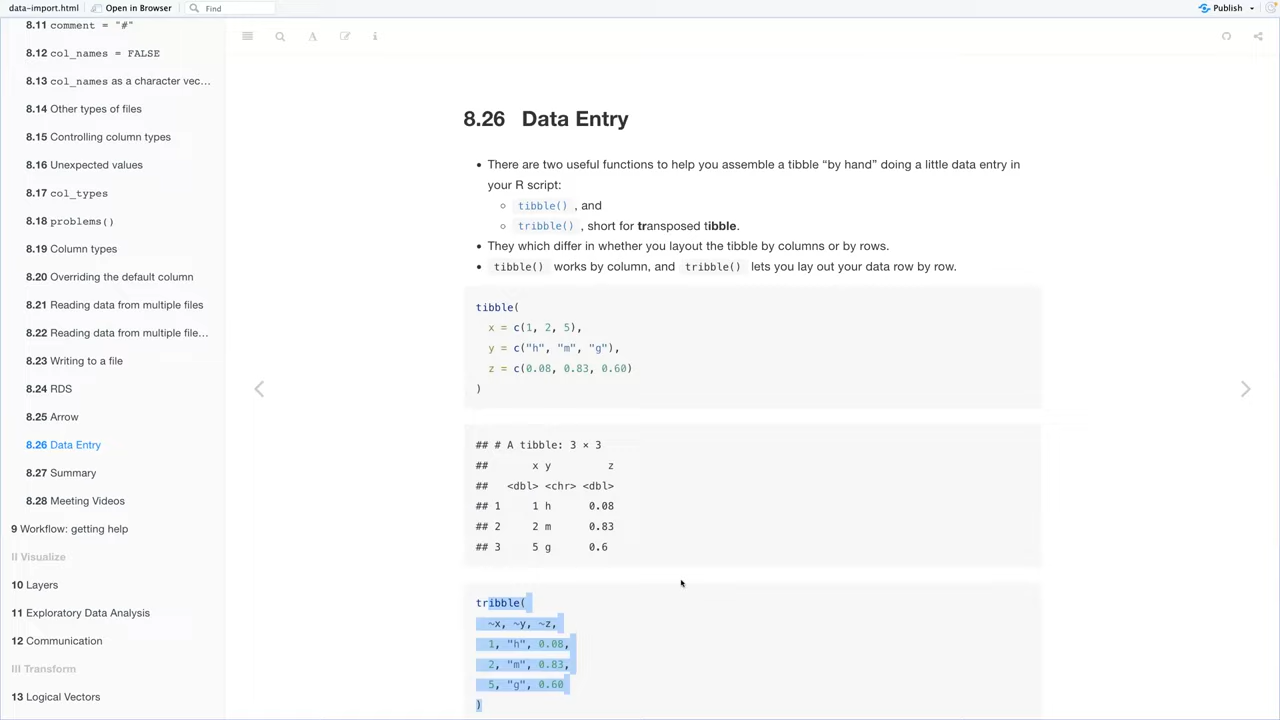 data-import.html
Open in Browser
Find
Publish
8.11 comment = "#"
8.12 col_names = FALSE
8.13 col_names as a character vec...
8.14 Other types of files
8.15 Controlling column types
8.16 Unexpected values
8.17 col_types
8.18 problems()
8.19 Column types
8.20 Overriding the default column
8.21 Reading data from multiple files
8.22 Reading data from multiple file...
8.23 Writing to a file
8.24 RDS
8.25 Arrow
8.26 Data Entry
8.27 Summary
8.28 Meeting Videos
9 Workflow: getting help
II Visualize
10 Layers
11 Exploratory Data Analysis
12 Communication
III Transform
13 Logical Vectors
A
i
8.26 Data Entry
• There are two useful functions to help you assemble a tibble “by hand” doing a little data entry in
your R script:
○ tibble() , and
○ tribble() , short for transposed tibble.
• They which differ in whether you layout the tibble by columns or by rows.
• tibble() works by column, and tribble() lets you lay out your data row by row.
tibble(
x = c(1, 2, 5),
y = c("h", "m", "g"),
z = c(0.08, 0.83, 0.60)
)
## # A tibble: 3 × 3
## x y z
## <dbl> <chr> <dbl>
## 1 1 h 0.08
## 2 2 m 0.83
## 3 5 g 0.6
tribble(
~x, ~y, ~z,
1, "h", 0.08,
2, "m", 0.83,
5, "g", 0.60
)